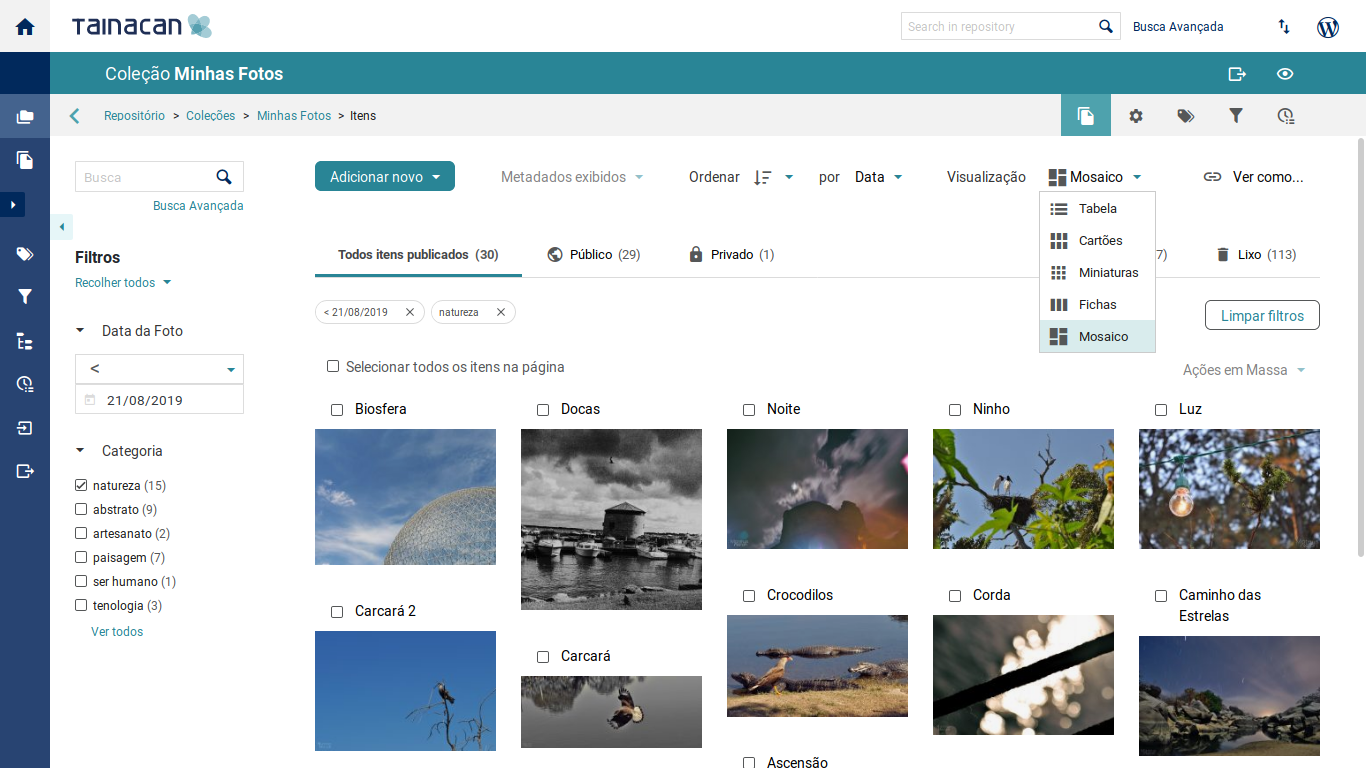 TAINACAN
Search in repository
Busca Avançada
Coleção Minhas Fotos
Repositório > Coleções > Minhas Fotos > Itens
Busca
Busca Avançada
Filtros
Recolher todos
Data da Foto
<
21/08/2019
Categoria
natureza (15)
abstrato (9)
artesanato (2)
paisagem (7)
ser humano (1)
tenologia (3)
Ver todos
Adicionar novo
Metadados exibidos
Ordenar
por Data
Visualização
Mosaico
Ver como...
Tabela
Cartões
Miniaturas
Fichas
Mosaico
Todos itens publicados (30)
Público (29)
Privado (1)
7)
Lixo (113)
< 21/08/2019
natureza
Limpar filtros
Selecionar todos os itens na página
Ações em Massa
Biosfera
Docas
Noite
Ninho
Luz
Carcará 2
Carcará
Crocodilos
Corda
Caminho das
Estrelas
Ascensão